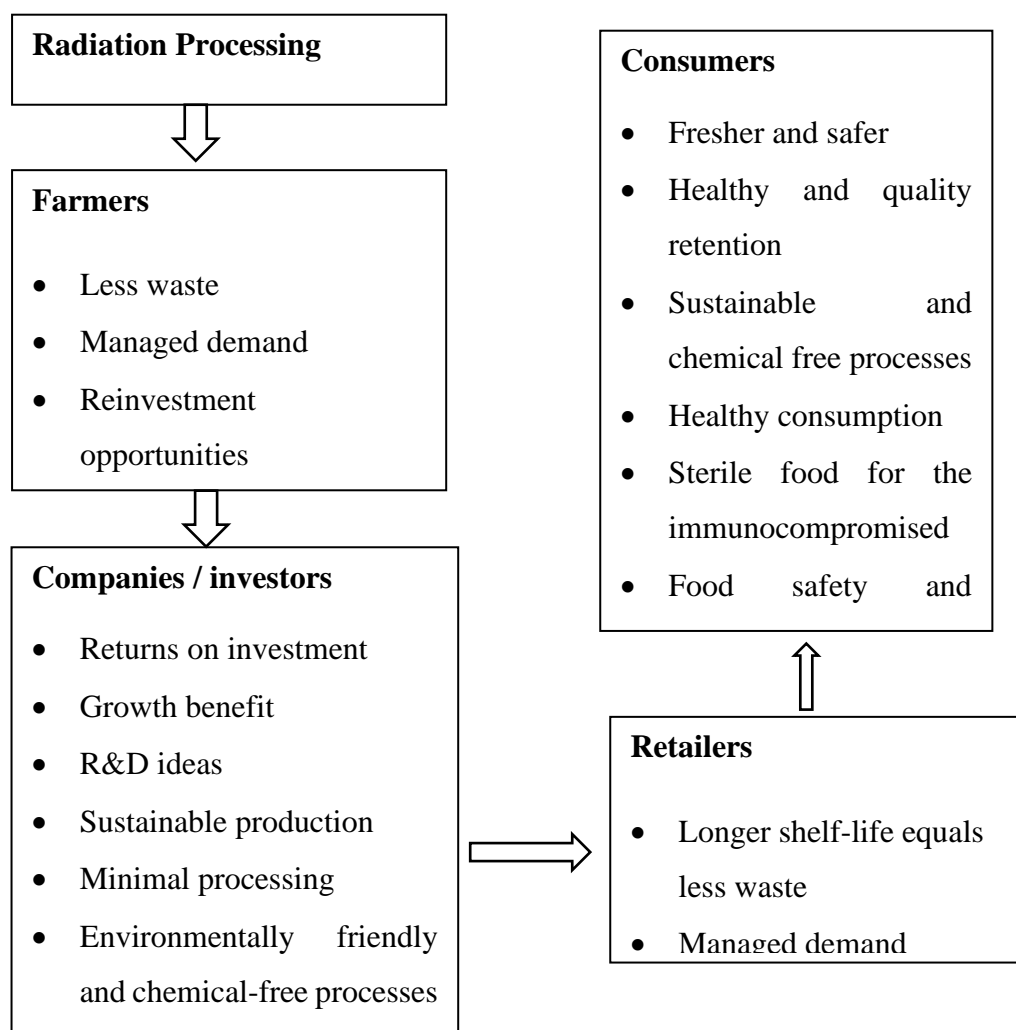 Radiation Processing
Farmers
• Less waste
• Managed demand
• Reinvestment
opportunities
Companies / investors
• Returns on investment
• Growth benefit
• R&D ideas
• Sustainable production
• Minimal processing
• Environmentally friendly
and chemical-free processes
Retailers
• Longer shelf-life equals
less waste
• Managed demand
Consumers
• Fresher and safer
• Healthy and quality
retention
• Sustainable and
chemical free processes
• Healthy consumption
• Sterile food for the
immunocompromised
• Food safety and